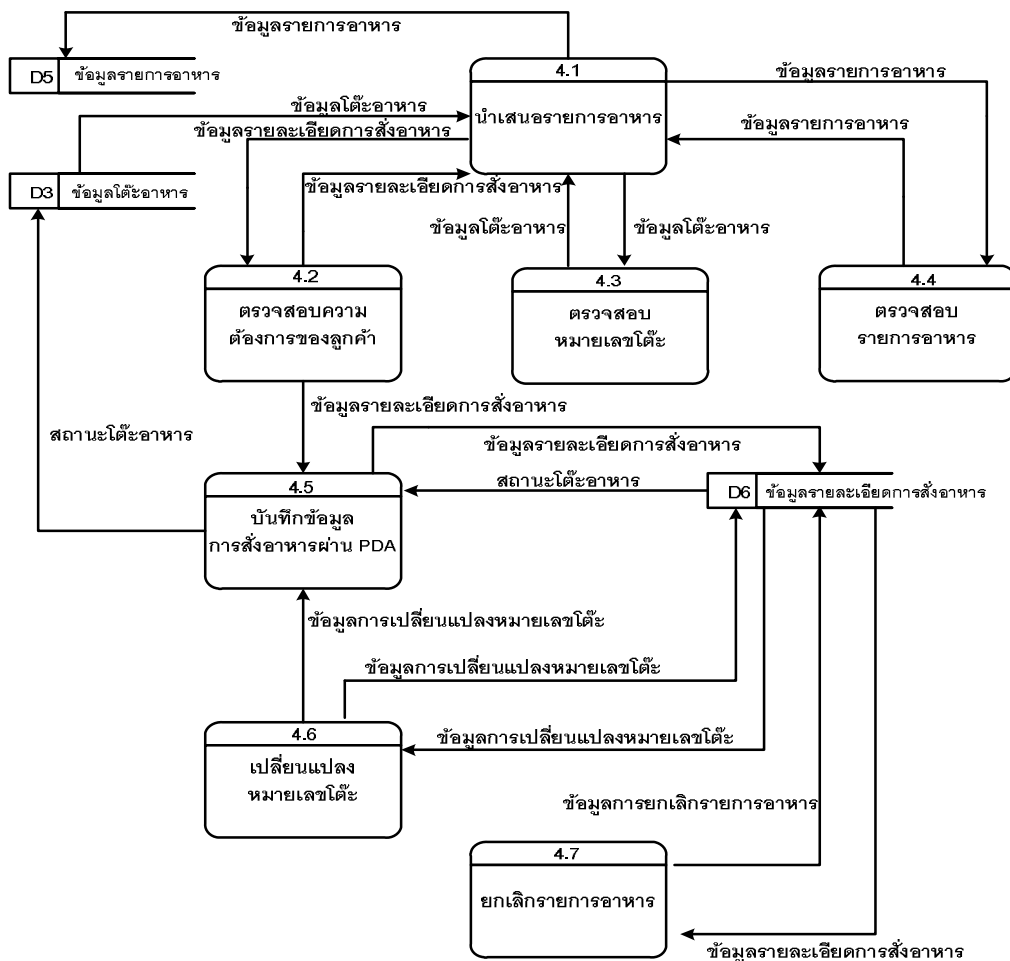 ข้อมูลรายการอาหาร
D5 ข้อมูลรายการอาหาร
4.1
นำเสนอรายการอาหาร
ข้อมูลรายการอาหาร
ข้อมูลโต๊ะอาหาร
ข้อมูลรายละเอียดการสั่งอาหาร
ข้อมูลรายการอาหาร
D3 ข้อมูลโต๊ะอาหาร
ข้อมูลรายละเอียดการสั่งอาหาร
ข้อมูลโต๊ะอาหาร
ข้อมูลโต๊ะอาหาร
4.2
ตรวจสอบความ
ต้องการของลูกค้า
4.3
ตรวจสอบ
หมายเลขโต๊ะ
4.4
ตรวจสอบ
รายการอาหาร
ข้อมูลรายละเอียดการสั่งอาหาร
สถานะโต๊ะอาหาร
ข้อมูลรายละเอียดการสั่งอาหาร
สถานะโต๊ะอาหาร
4.5
บันทึกข้อมูล
การสั่งอาหารผ่าน PDA
D6 ข้อมูลรายละเอียดการสั่งอาหาร
ข้อมูลการเปลี่ยนแปลงหมายเลขโต๊ะ
ข้อมูลการเปลี่ยนแปลงหมายเลขโต๊ะ
4.6
เปลี่ยนแปลง
หมายเลขโต๊ะ
ข้อมูลการเปลี่ยนแปลงหมายเลขโต๊ะ
ข้อมูลการยกเลิกรายการอาหาร
4.7
ยกเลิกรายการอาหาร
ข้อมูลรายละเอียดการสั่งอาหาร